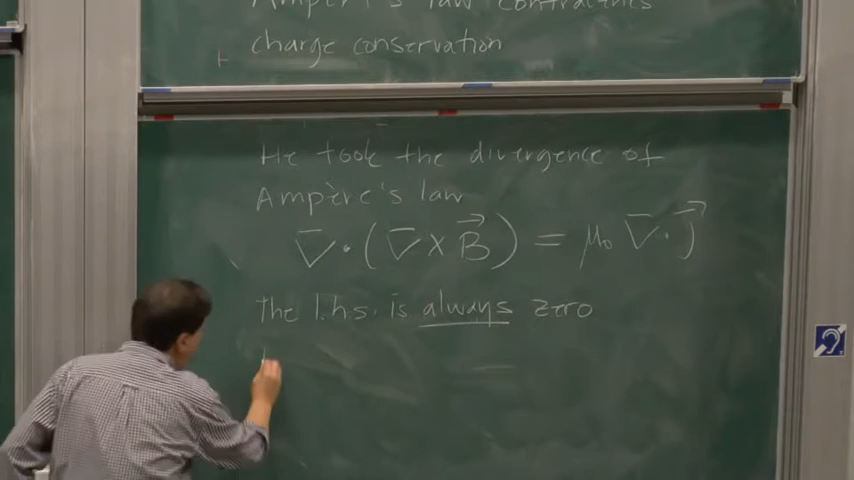 Ampère's law contradicts
charge conservation
He took the divergence of
Ampère's law
∇⃗·(∇×B⃗) = μ₀ ∇·j⃗
The l.h.s. is always zero